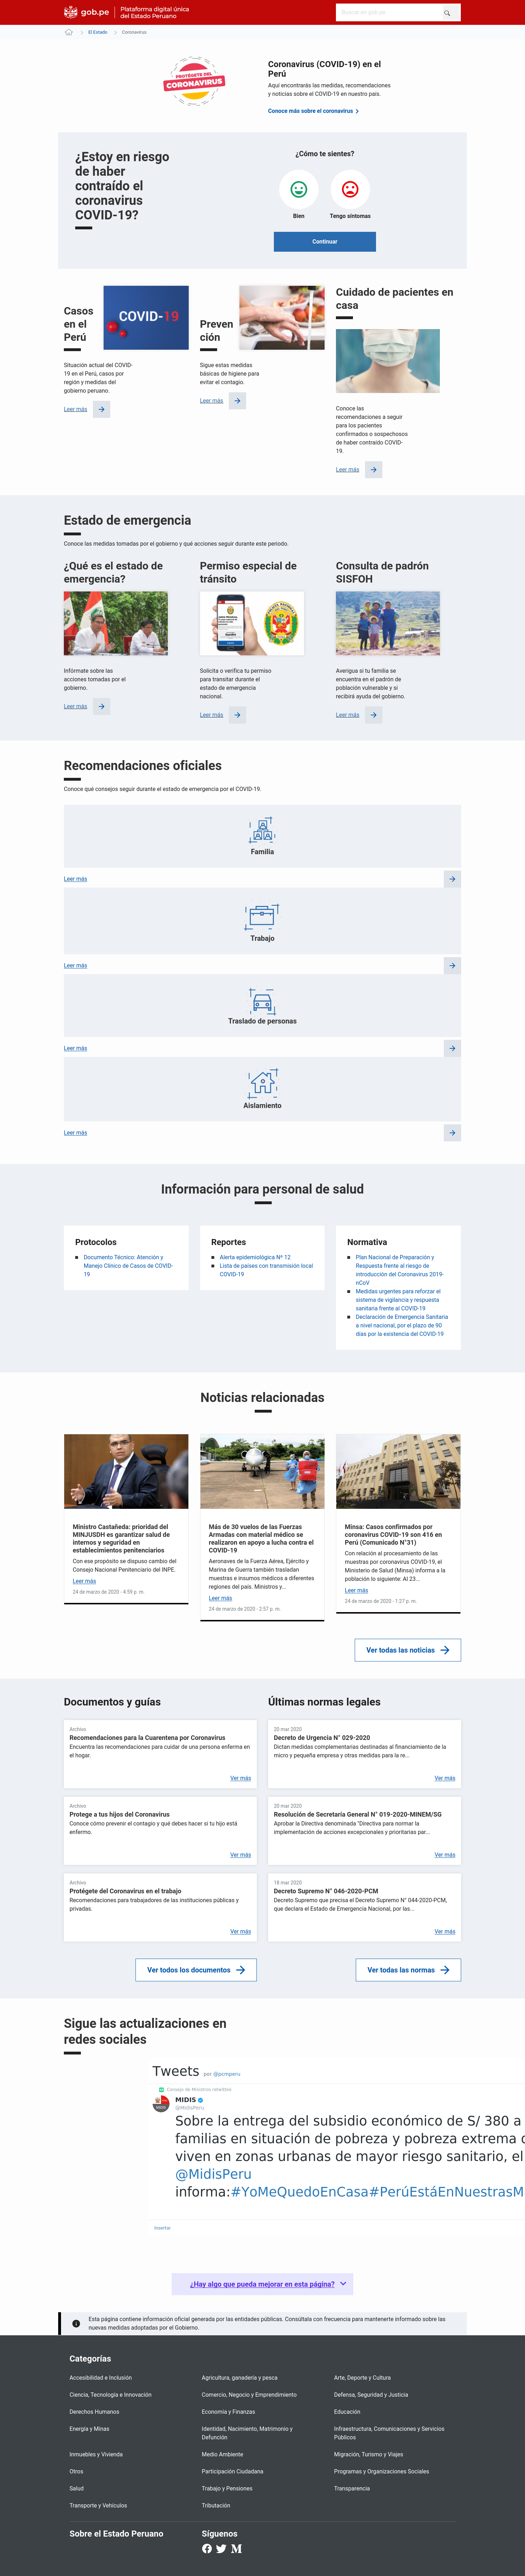 gob.pe
Plataforma digital única
del Estado Peruano
Buscar en gob.pe
El Estado
Coronavirus
PROTÉGETE DEL
CORONAVIRUS
Coronavirus (COVID-19) en el
Perú
Aquí encontrarás las medidas, recomendaciones
y noticias sobre el COVID-19 en nuestro país.
Conoce más sobre el coronavirus
¿Estoy en riesgo
de haber
contraído el
coronavirus
COVID-19?
¿Cómo te sientes?
Bien
Tengo síntomas
Continuar
Casos
en el
Perú
COVID-19
Situación actual del COVID-
19 en el Perú, casos por
región y medidas del
gobierno peruano.
Leer más
Preven
ción
Sigue estas medidas
básicas de higiene para
evitar el contagio.
Leer más
Cuidado de pacientes en
casa
Conoce las
recomendaciones a seguir
para los pacientes
confirmados o sospechosos
de haber contraído COVID-
19.
Leer más
Estado de emergencia
Conoce las medidas tomadas por el gobierno y qué acciones seguir durante este periodo.
¿Qué es el estado de
emergencia?
Infórmate sobre las
acciones tomadas por el
gobierno.
Leer más
Permiso especial de
tránsito
Solicita o verifica tu permiso
para transitar durante el
estado de emergencia
nacional.
Leer más
Consulta de padrón
SISFOH
Averigua si tu familia se
encuentra en el padrón de
población vulnerable y si
recibirá ayuda del gobierno.
Leer más
Recomendaciones oficiales
Conoce qué consejos seguir durante el estado de emergencia por el COVID-19.
Familia
Leer más
Trabajo
Leer más
Traslado de personas
Leer más
Aislamiento
Leer más
Información para personal de salud
Protocolos
Documento Técnico: Atención y
Manejo Clínico de Casos de COVID-
19
Reportes
Alerta epidemiológica Nº 12
Lista de países con transmisión local
COVID-19
Normativa
Plan Nacional de Preparación y
Respuesta frente al riesgo de
introducción del Coronavirus 2019-
nCoV
Medidas urgentes para reforzar el
sistema de vigilancia y respuesta
sanitaria frente al COVID-19
Declaración de Emergencia Sanitaria
a nivel nacional, por el plazo de 90
días por la existencia del COVID-19
Noticias relacionadas
Ministro Castañeda: prioridad del
MINJUSDH es garantizar salud de
internos y seguridad en
establecimientos penitenciarios
Con ese propósito se dispuso cambio del
Consejo Nacional Penitenciario del INPE.
Leer más
24 de marzo de 2020 - 4:59 p. m.
Más de 30 vuelos de las Fuerzas
Armadas con material médico se
realizaron en apoyo a lucha contra el
COVID-19
Aeronaves de la Fuerza Aérea, Ejército y
Marina de Guerra también trasladan
muestras e insumos médicos a diferentes
regiones del país. Ministros y...
Leer más
24 de marzo de 2020 - 2:57 p. m.
Minsa: Casos confirmados por
coronavirus COVID-19 son 416 en
Perú (Comunicado N°31)
Con relación al procesamiento de las
muestras por coronavirus COVID-19, el
Ministerio de Salud (Minsa) informa a la
población lo siguiente: Al 23...
Leer más
24 de marzo de 2020 - 1:27 p. m.
Ver todas las noticias
Documentos y guías
Archivo
Recomendaciones para la Cuarentena por Coronavirus
Encuentra las recomendaciones para cuidar de una persona enferma en
el hogar.
Ver más
Archivo
Protege a tus hijos del Coronavirus
Conoce cómo prevenir el contagio y qué debes hacer si tu hijo está
enfermo.
Ver más
Archivo
Protégete del Coronavirus en el trabajo
Recomendaciones para trabajadores de las instituciones públicas y
privadas.
Ver más
Ver todos los documentos
Últimas normas legales
20 mar 2020
Decreto de Urgencia N° 029-2020
Dictan medidas complementarias destinadas al financiamiento de la
micro y pequeña empresa y otras medidas para la re...
Ver más
20 mar 2020
Resolución de Secretaría General N° 019-2020-MINEM/SG
Aprobar la Directiva denominada "Directiva para normar la
implementación de acciones excepcionales y prioritarias par...
Ver más
18 mar 2020
Decreto Supremo N° 046-2020-PCM
Decreto Supremo que precisa el Decreto Supremo N° 044-2020-PCM,
que declara el Estado de Emergencia Nacional, por las...
Ver más
Ver todas las normas
Sigue las actualizaciones en
redes sociales
Tweets por @pcmperu
Consejo de Ministros retwitteó
MIDIS
@MidisPeru
Sobre la entrega del subsidio económico de S/ 380 a
familias en situación de pobreza y pobreza extrema
viven en zonas urbanas de mayor riesgo sanitario, el
@MidisPeru
informa:#YoMeQuedoEnCasa#PerúEstáEnNuestrasM
Insertar
¿Hay algo que pueda mejorar en esta página?
Esta página contiene información oficial generada por las entidades públicas. Consúltala con frecuencia para mantenerte informado sobre las
nuevas medidas adoptadas por el Gobierno.
Categorías
Accesibilidad e Inclusión
Agricultura, ganadería y pesca
Arte, Deporte y Cultura
Ciencia, Tecnología e Innovación
Comercio, Negocio y Emprendimiento
Defensa, Seguridad y Justicia
Derechos Humanos
Economía y Finanzas
Educación
Energía y Minas
Identidad, Nacimiento, Matrimonio y
Defunción
Infraestructura, Comunicaciones y Servicios
Públicos
Inmuebles y Vivienda
Medio Ambiente
Migración, Turismo y Viajes
Otros
Participación Ciudadana
Programas y Organizaciones Sociales
Salud
Trabajo y Pensiones
Transparencia
Transporte y Vehículos
Tributación
Sobre el Estado Peruano
Síguenos